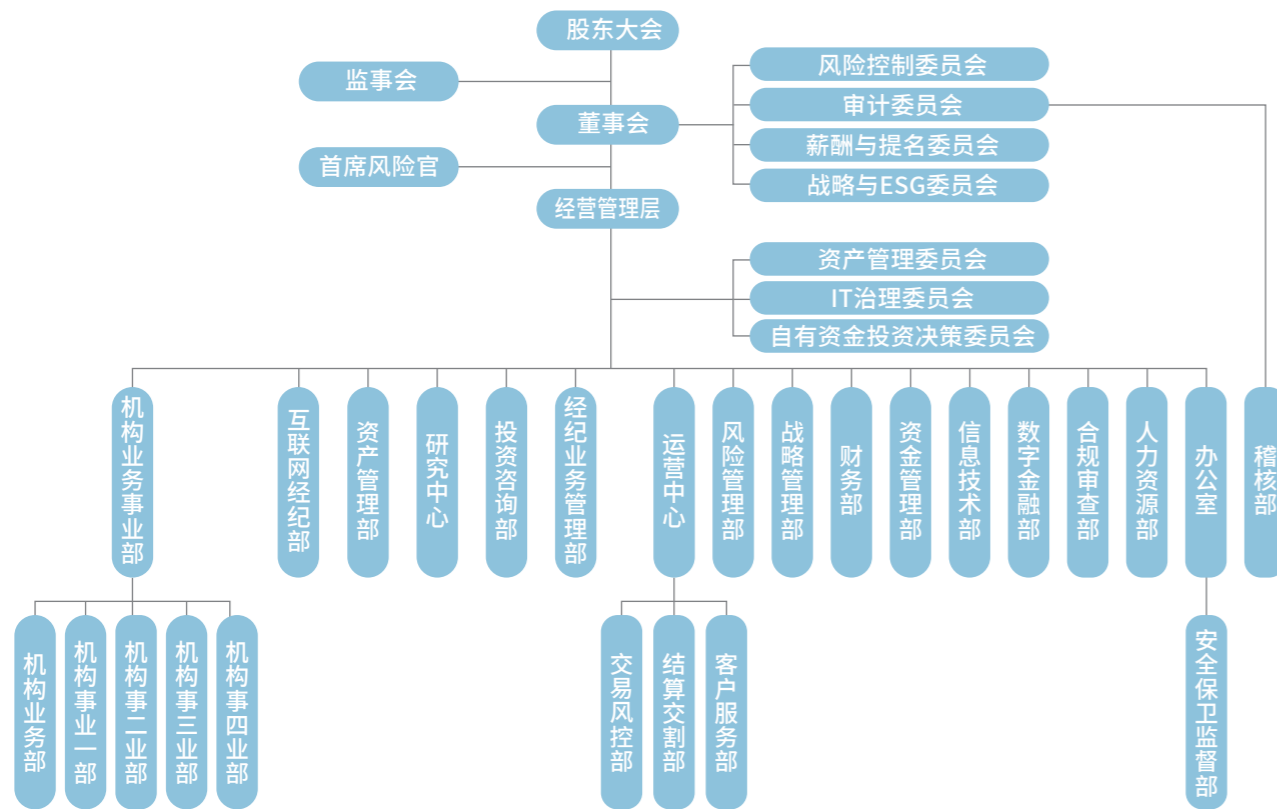 股东大会
监事会
董事会
首席风险官
经营管理层
风险控制委员会
审计委员会
薪酬与提名委员会
战略与ESG委员会
资产管理委员会
IT治理委员会
自有资金投资决策委员会
机构业务事业部
互联网经纪部
资产管理部
研究中心
投资咨询部
经纪业务管理部
运营中心
风险管理部
战略管理部
财务部
资金管理部
信息技术部
数字金融部
合规审查部
人力资源部
办公室
稽核部
机构业务部
机构事业一部
机构事二业部
机构事三业部
机构事四业部
交易风控部
结算交割部
客户服务部
安全保卫监督部